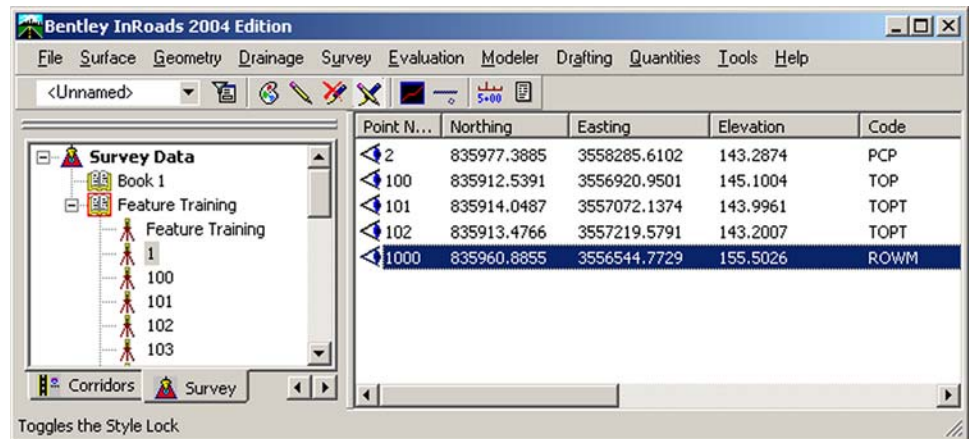 Bentley InRoads 2004 Edition
File Surface Geometry Drainage Survey Evaluation Modeler Drafting Quantities Tools Help
<Unnamed>
5+00
Survey Data
Book 1
Feature Training
Feature Training
1
100
101
102
103
Corridors Survey
Point N... Northing Easting Elevation Code
2 835977.3885 3558285.6102 143.2874 PCP
100 835912.5391 3556920.9501 145.1004 TOP
101 835914.0487 3557072.1374 143.9961 TOPT
102 835913.4766 3557219.5791 143.2007 TOPT
1000 835960.8855 3556544.7729 155.5026 ROWM
Toggles the Style Lock